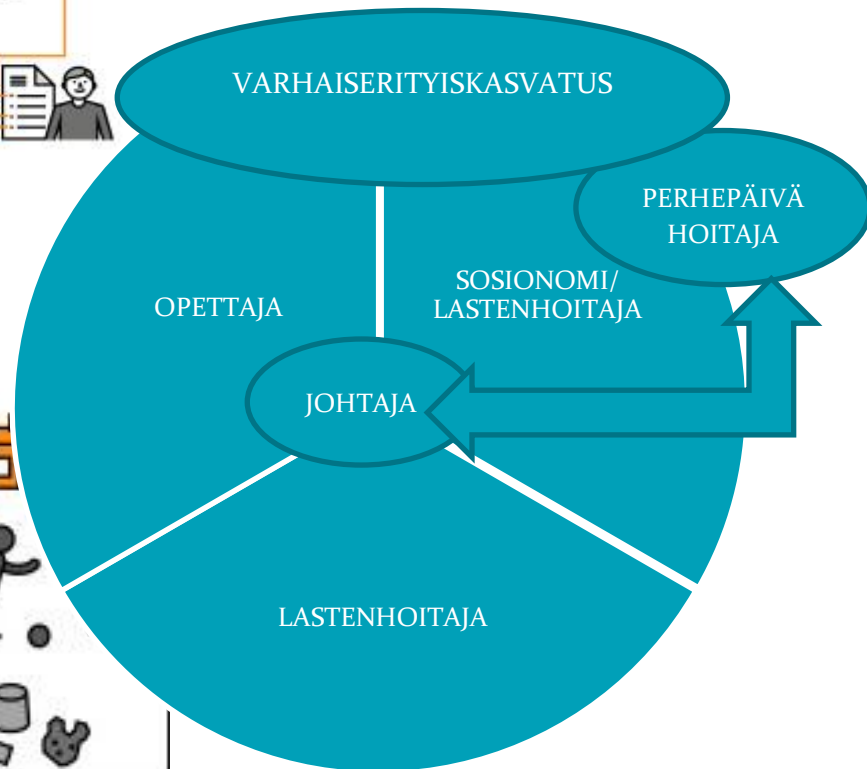 VARHAISERITYISKASVATUS
PERHEPÄIVÄ
HOITAJA
SOSIONOMI/
LASTENHOITAJA
OPETTAJA
JOHTAJA
LASTENHOITAJA